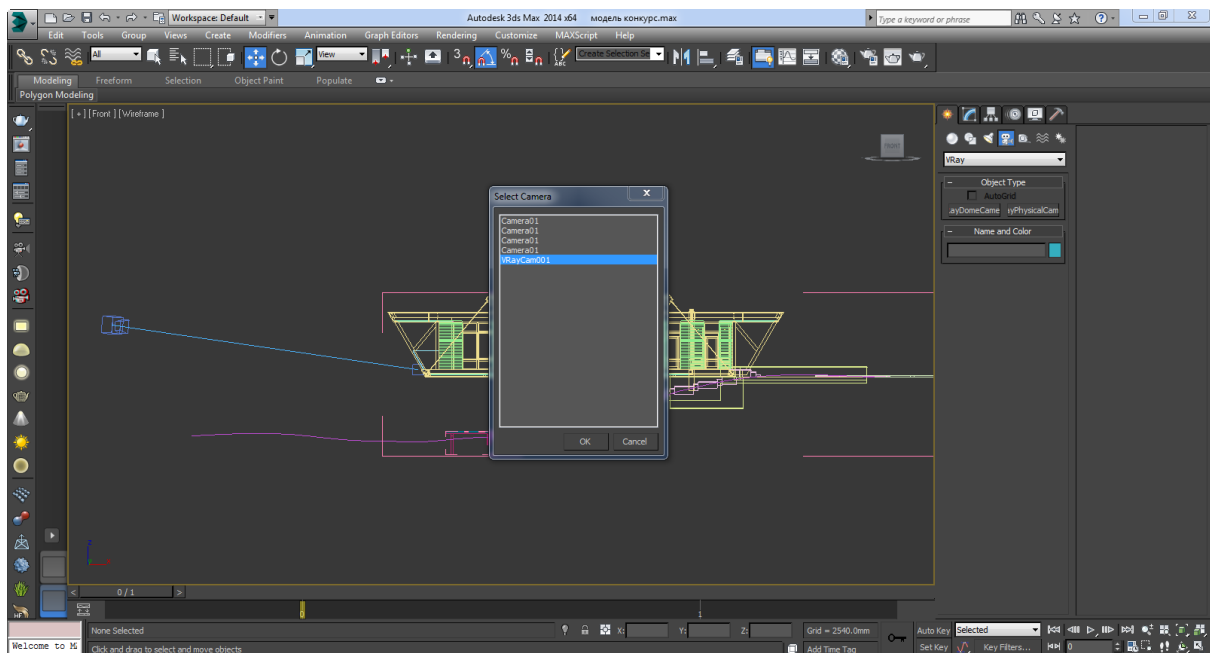 Workspace: Default
Autodesk 3ds Max 2014 x64 модель конкурс.max
Type a keyword or phrase
Edit Tools Group Views Create Modifiers Animation Graph Editors Rendering Customize MAXScript Help
All
View
Create Selection Se
Modeling Freeform Selection Object Paint Populate
Polygon Modeling
[ + ] [ Front ] [ Wireframe ]
FRONT
VRay
Object Type
AutoGrid
ayDomeCame ayPhysicalCam
Name and Color
Select Camera
Camera01
Camera01
Camera01
Camera01
VRayCam001
OK Cancel
0 / 1
0 1
None Selected X: Y: Z: Grid = 2540.0mm Auto Key Selected
Welcome to M Click and drag to select and move objects Add Time Tag Set Key Key Filters... 0